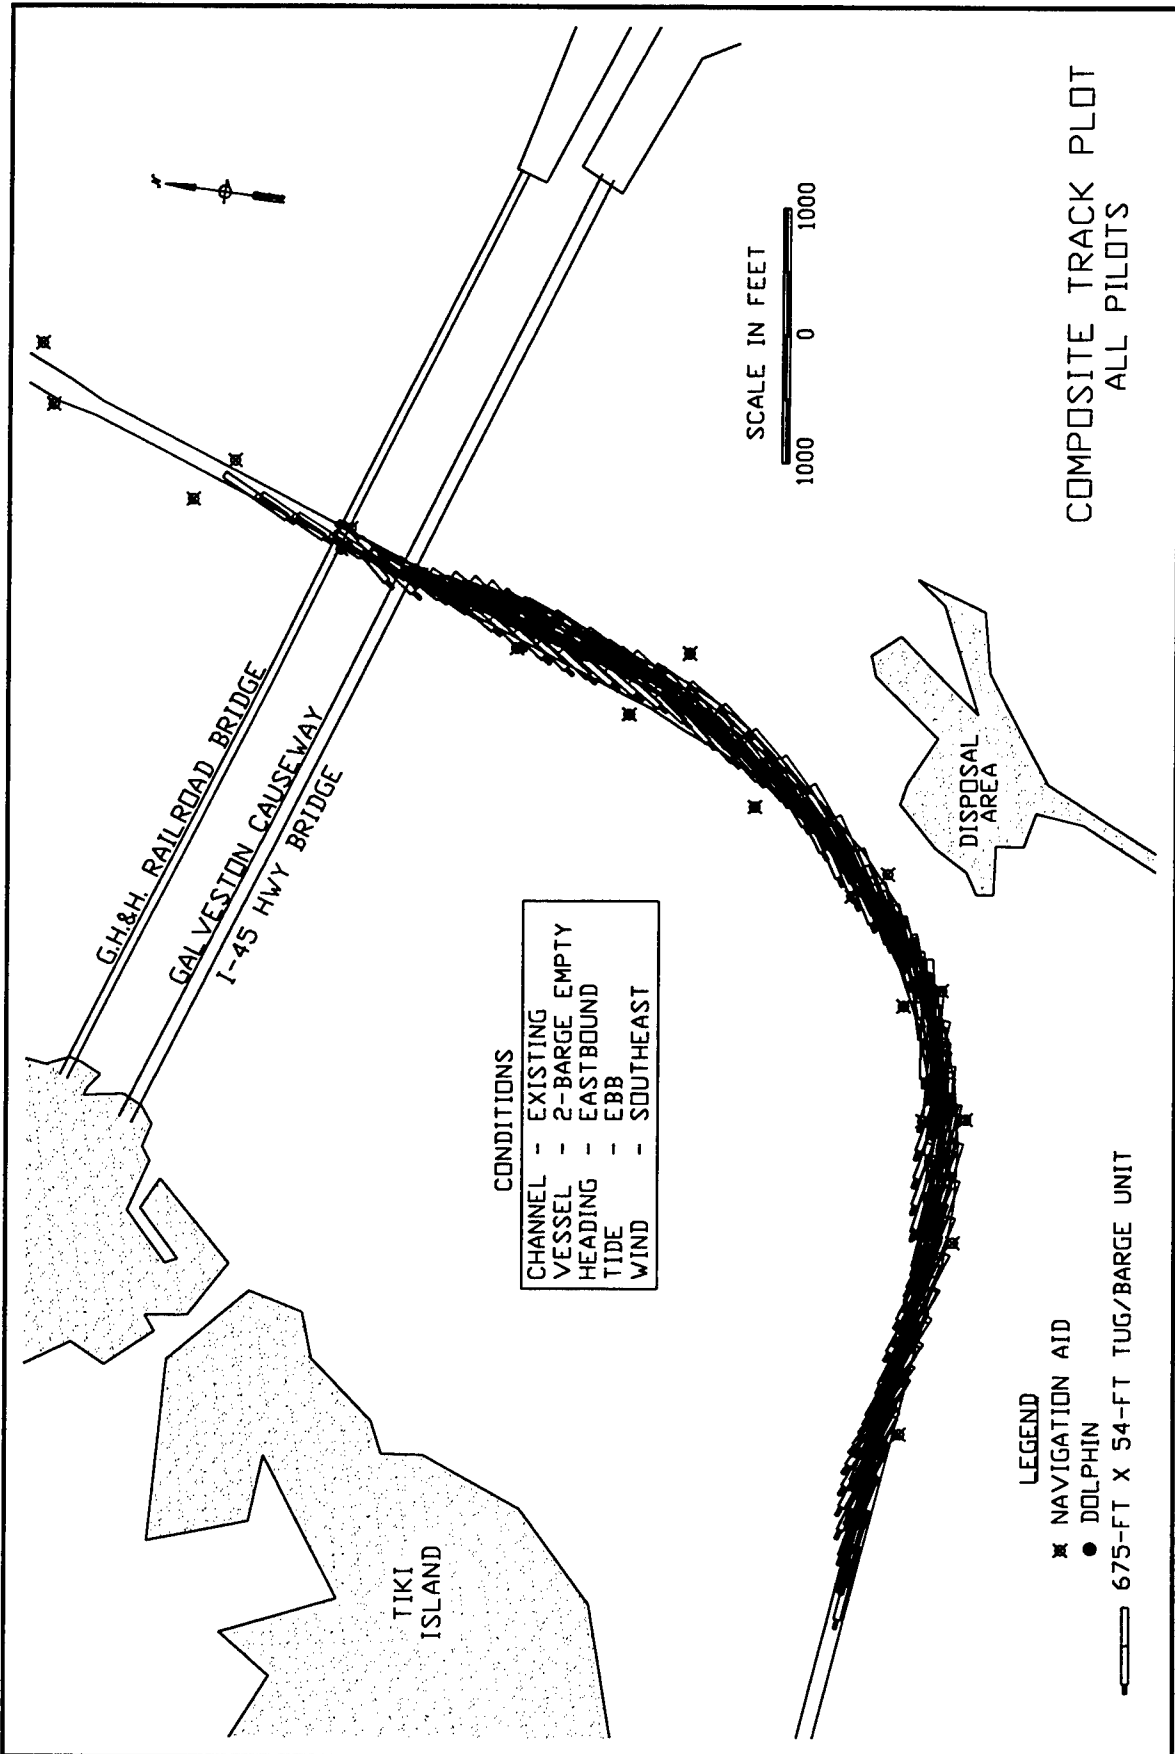 N
G.H.&H. RAILROAD BRIDGE
GALVESTON CAUSEWAY
I-45 HWY BRIDGE
TIKI
ISLAND
CONDITIONS
CHANNEL - EXISTING
VESSEL - 2-BARGE EMPTY
HEADING - EASTBOUND
TIDE - EBB
WIND - SOUTHEAST
SCALE IN FEET
1000 0 1000
DISPOSAL
AREA
LEGEND
NAVIGATION AID
DOLPHIN
675-FT X 54-FT TUG/BARGE UNIT
COMPOSITE TRACK PLOT
ALL PILOTS